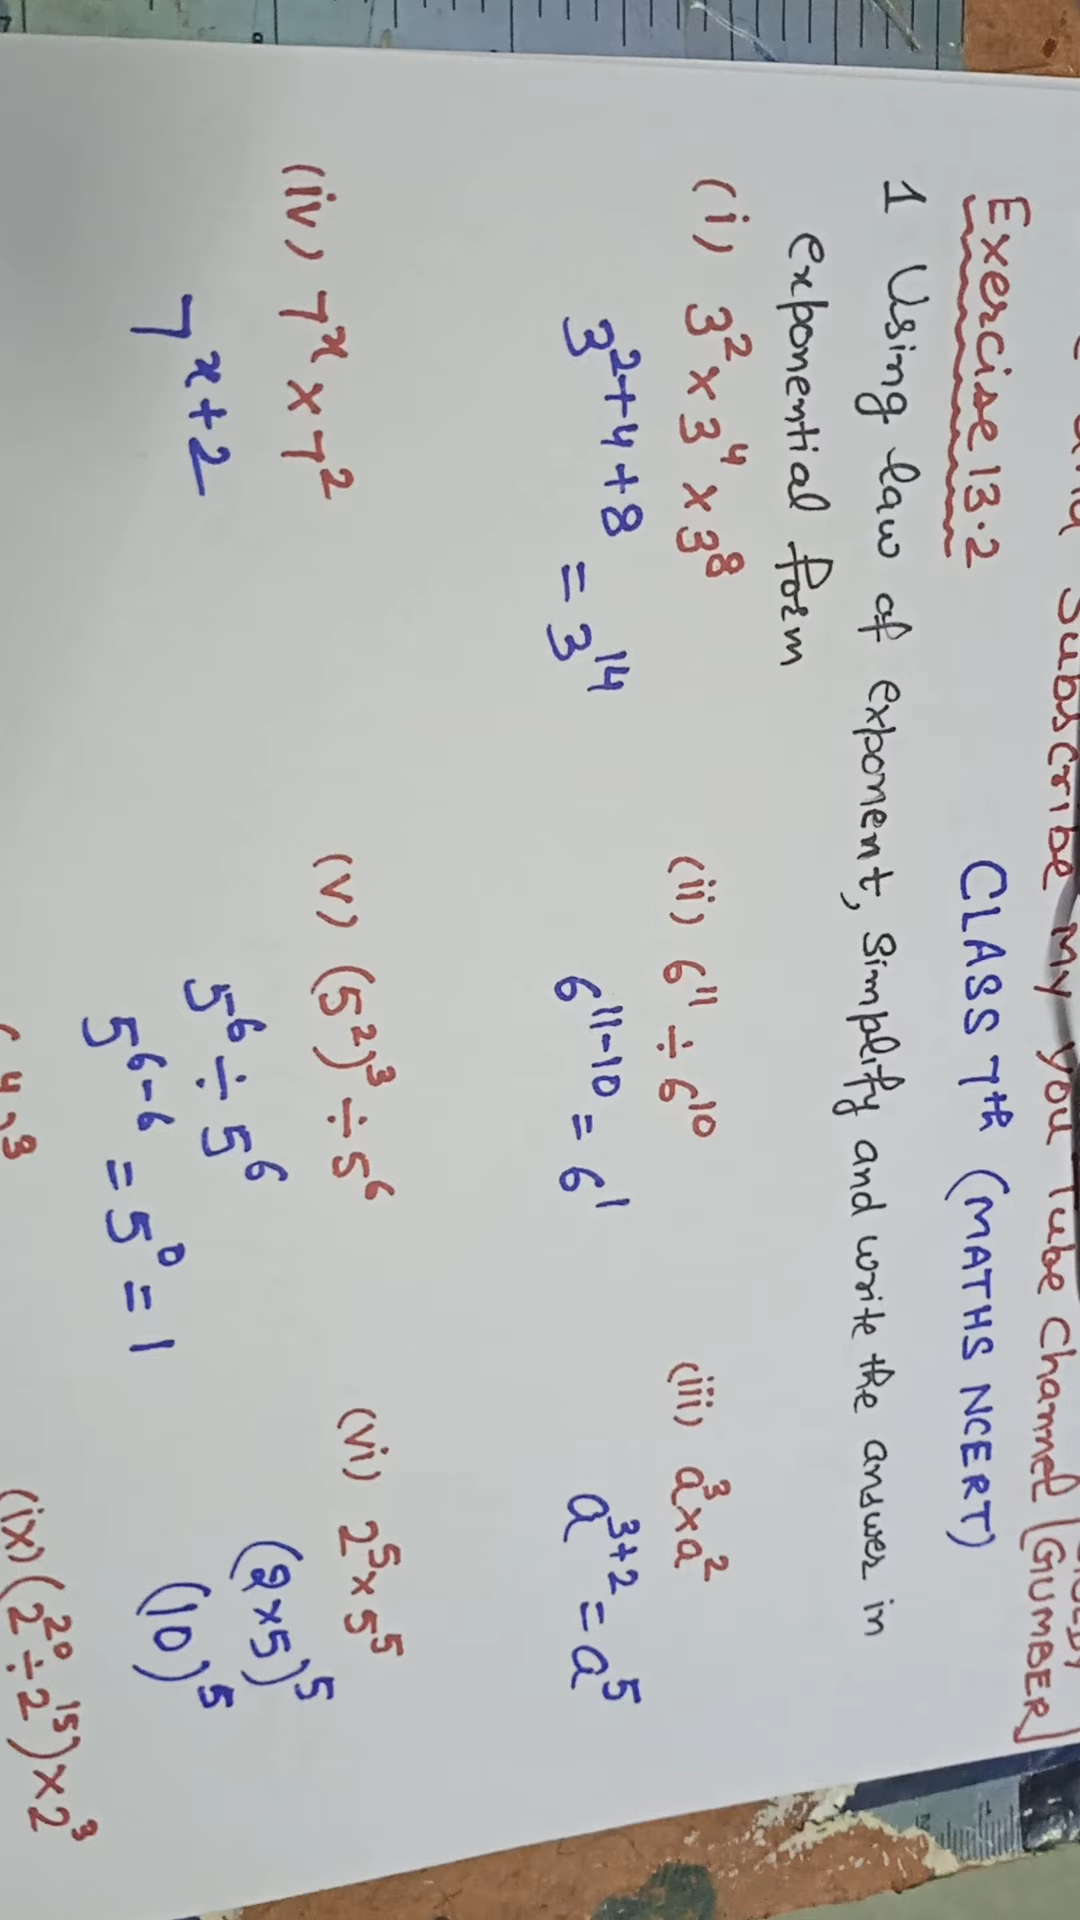 Subscribe My You Tube Channel (GUMBER)
Exercise 13.2 CLASS 7th (MATHS NCERT)
1 Using law of exponent, Simplify and write the answer in
exponential form
(i) 3² × 3⁴ × 3⁸ (ii) 6¹¹ ÷ 6¹⁰ (iii) a³ × a²
3²⁺⁴⁺⁸ = 3¹⁴ 6¹¹⁻¹⁰ = 6¹ a³⁺² = a⁵
(iv) 7ˣ × 7² (v) (5²)³ ÷ 5⁶ (vi) 2⁵ × 5⁵
7ˣ⁺² 5⁶ ÷ 5⁶ (2×5)⁵
5⁶⁻⁶ = 5⁰ = 1 (10)⁵
(ix) (2²⁰ ÷ 2¹⁵) × 2³